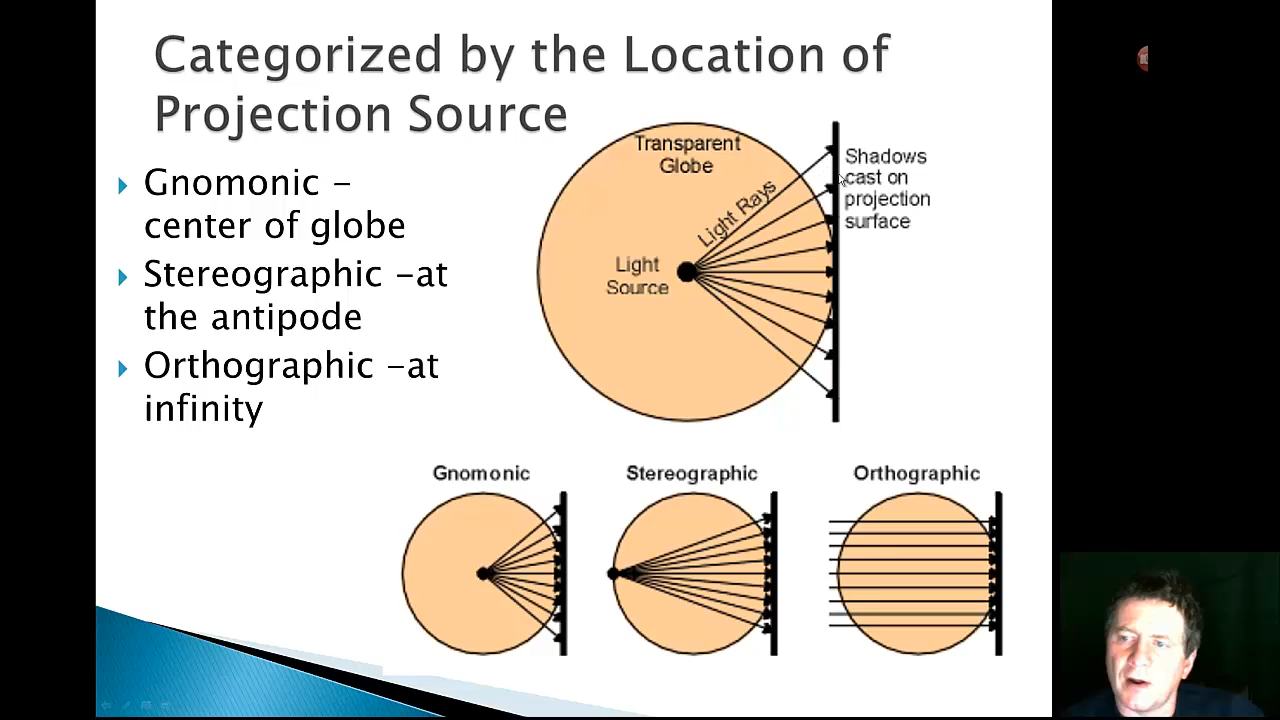 Categorized by the Location of
Projection Source
Gnomonic –
center of globe
Stereographic –at
the antipode
Orthographic –at
infinity
Transparent
Globe
Light Rays
Light
Source
Shadows
cast on
projection
surface
Gnomonic
Stereographic
Orthographic